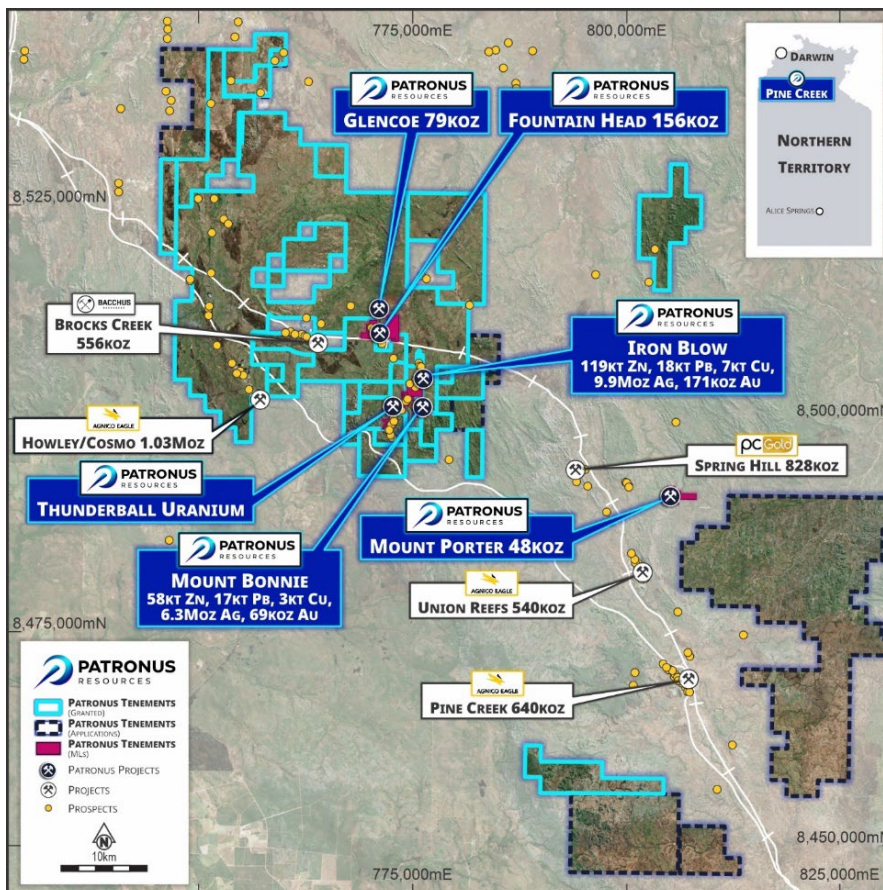 775,000mE
800,000mE
DARWIN
PINE CREEK
NORTHERN
TERRITORY
ALICE SPRINGS
PATRONUS
RESOURCES
GLENCOE 79KOZ
PATRONUS
RESOURCES
FOUNTAIN HEAD 156KOZ
8,525,000mN
BACCHUS
RESOURCES
BROCKS CREEK
556KOZ
PATRONUS
RESOURCES
IRON BLOW
119KT ZN, 18KT PB, 7KT CU,
9.9MOZ AG, 171KOZ AU
AGNICO EAGLE
HOWLEY/COSMO 1.03MOZ
8,500,000mN
pcGold
SPRING HILL 828KOZ
PATRONUS
RESOURCES
THUNDERBALL URANIUM
PATRONUS
RESOURCES
MOUNT PORTER 48KOZ
PATRONUS
RESOURCES
MOUNT BONNIE
58KT ZN, 17KT PB, 3KT CU,
6.3MOZ AG, 69KOZ AU
AGNICO EAGLE
UNION REEFS 540KOZ
8,475,000mN
AGNICO EAGLE
PINE CREEK 640KOZ
PATRONUS
RESOURCES
PATRONUS TENEMENTS
(GRANTED)
PATRONUS TENEMENTS
(APPLICATIONS)
PATRONUS TENEMENTS
(MLS)
PATRONUS PROJECTS
PROJECTS
PROSPECTS
N
10km
8,450,000mN
775,000mE
825,000mE